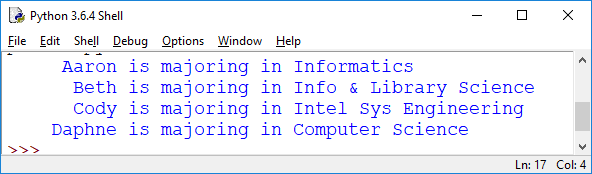 Python 3.6.4 Shell
File Edit Shell Debug Options Window Help
Aaron is majoring in Informatics
Beth is majoring in Info & Library Science
Cody is majoring in Intel Sys Engineering
Daphne is majoring in Computer Science
>>>
Ln: 17 Col: 4